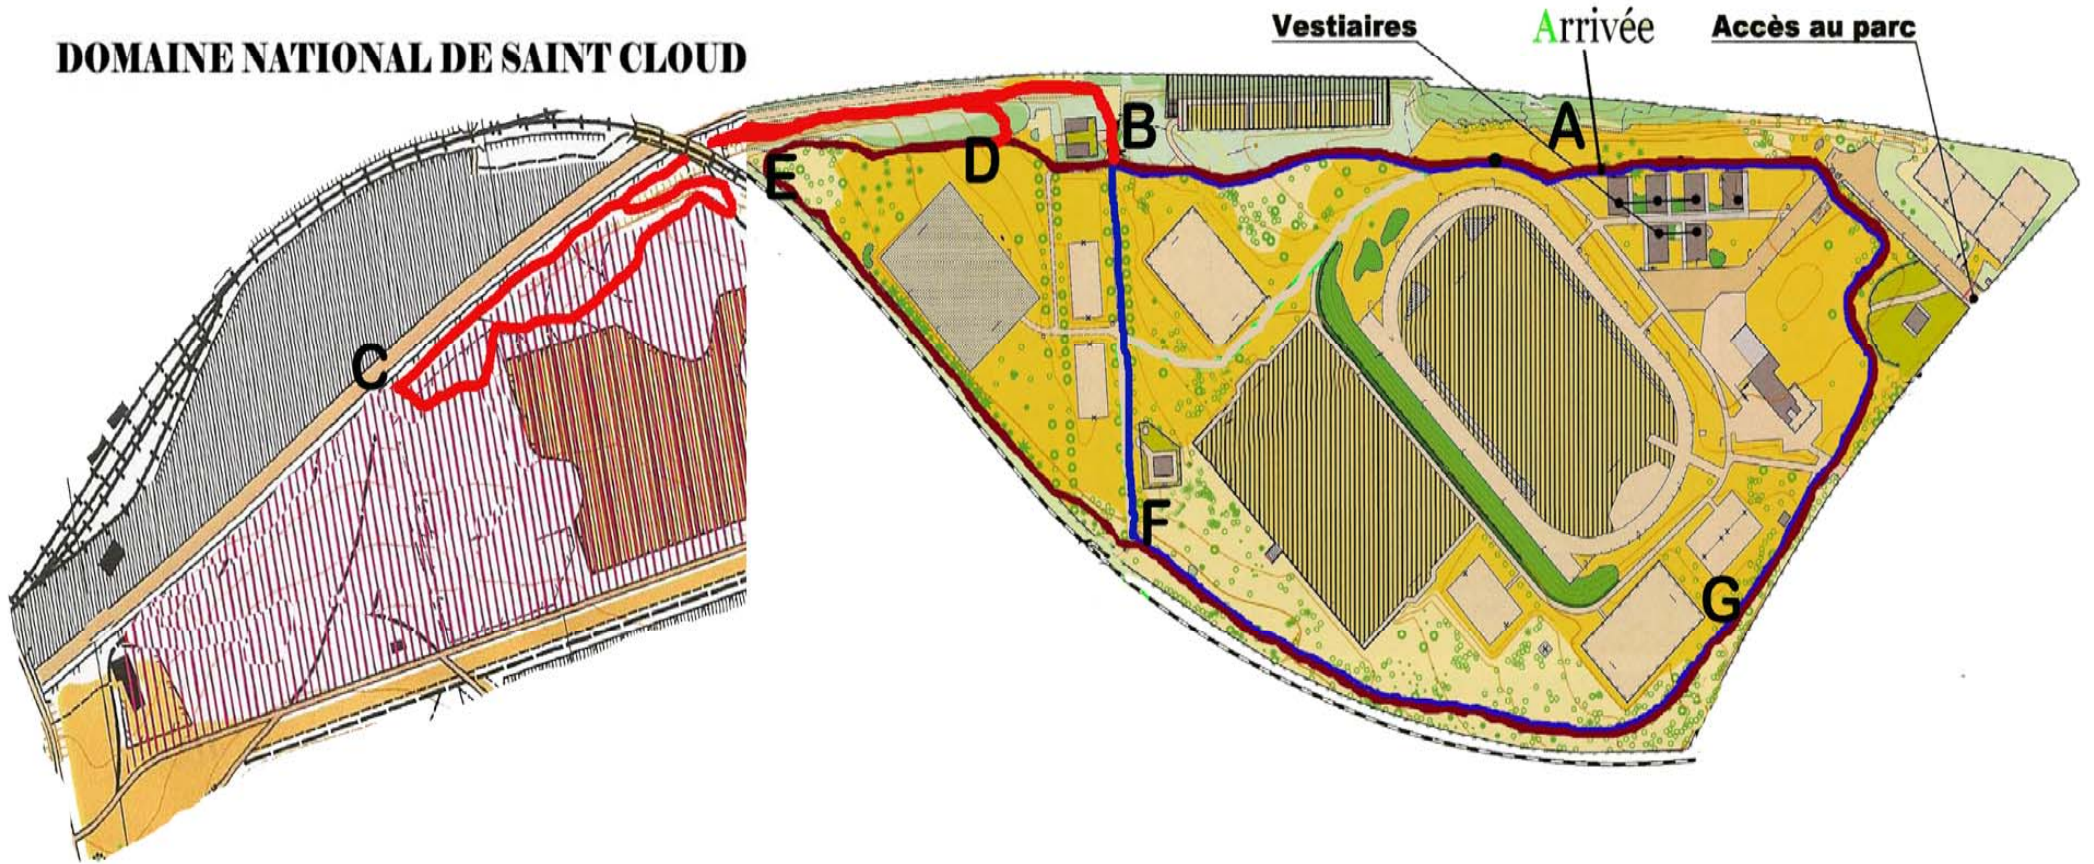 DOMAINE NATIONAL DE SAINT CLOUD
Vestiaires
Arrivée
Accès au parc
A
B
C
D
E
F
G